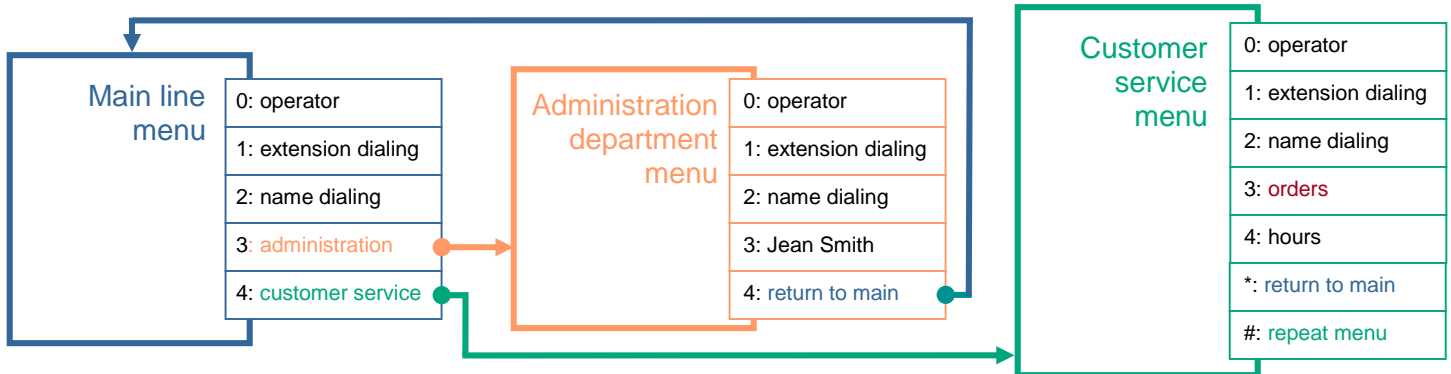 Main line
menu
0: operator
1: extension dialing
2: name dialing
3: administration
4: customer service
Administration
department
menu
0: operator
1: extension dialing
2: name dialing
3: Jean Smith
4: return to main
Customer
service
menu
0: operator
1: extension dialing
2: name dialing
3: orders
4: hours
*: return to main
#: repeat menu